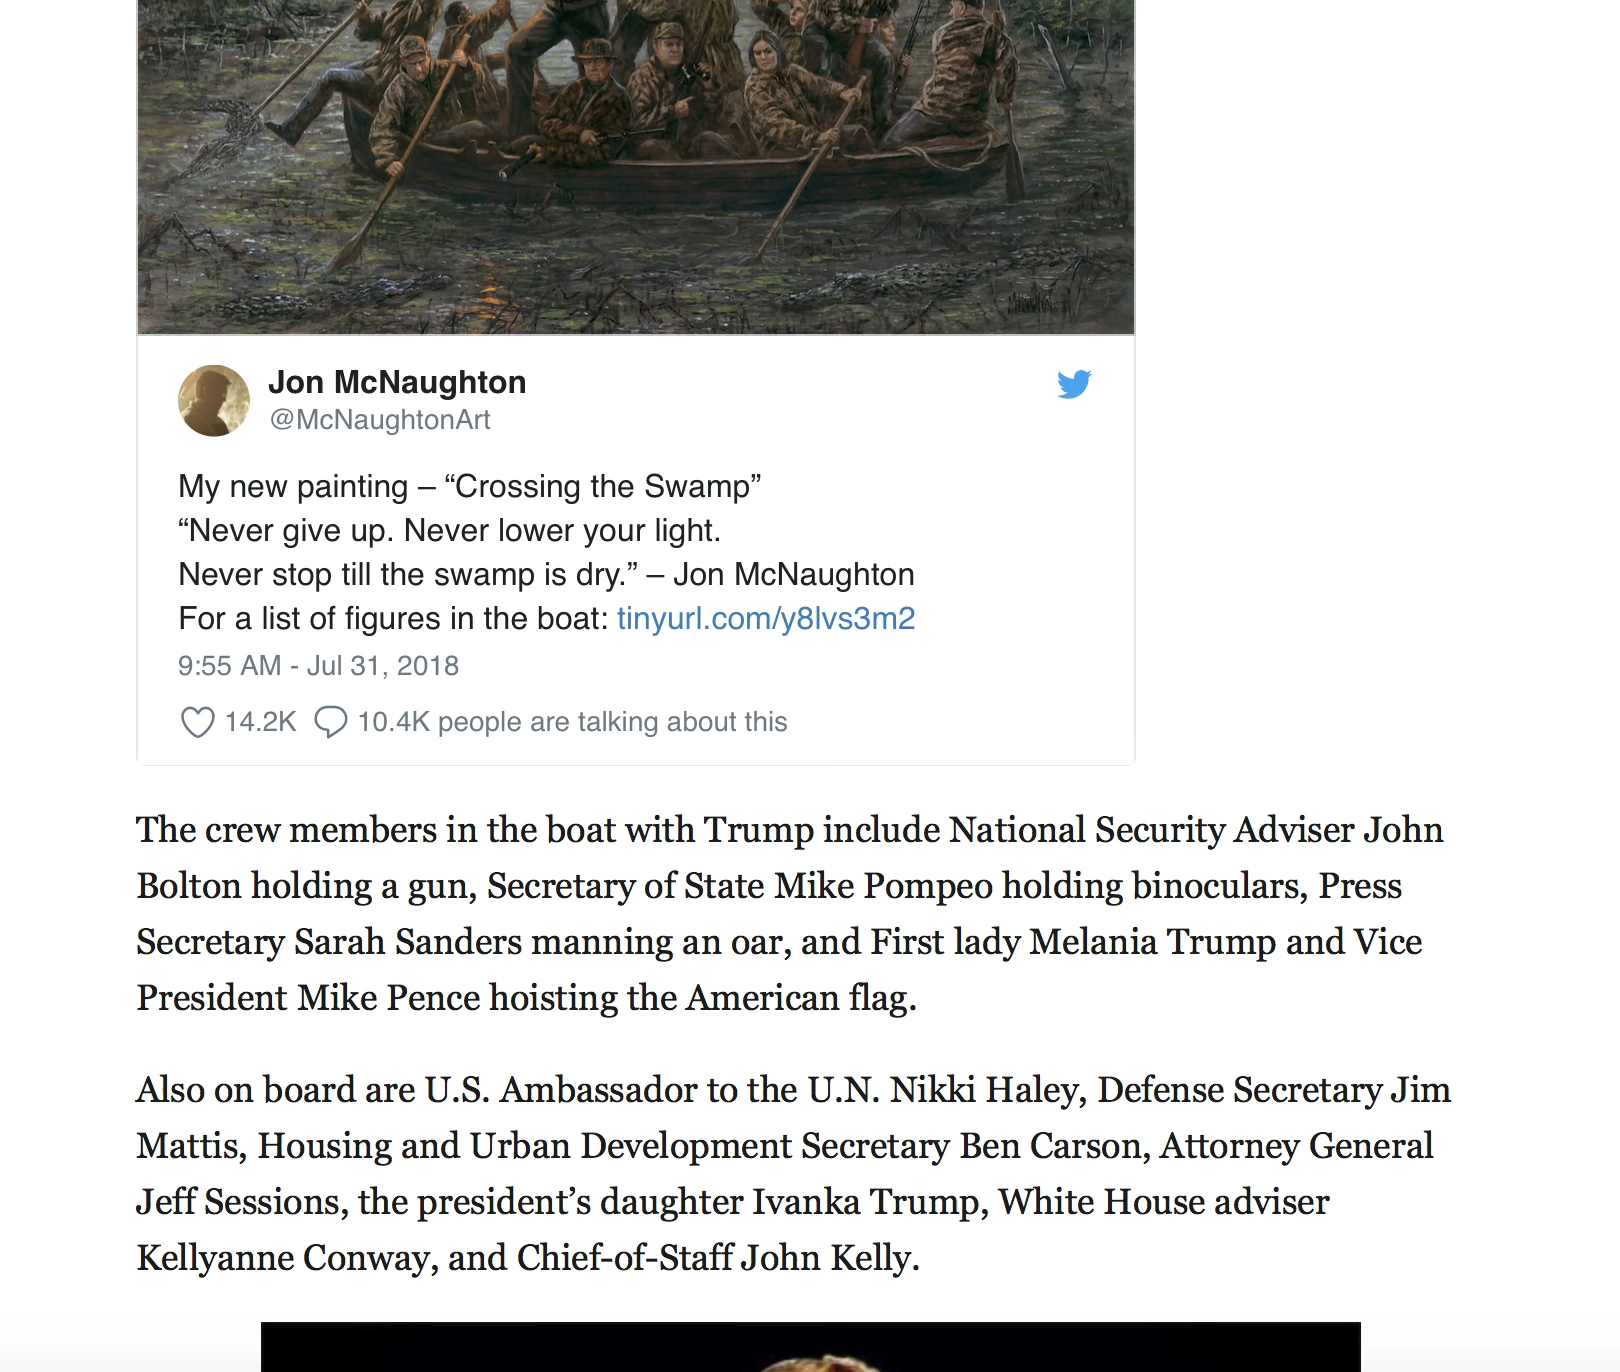 Jon McNaughton
@McNaughtonArt
My new painting – “Crossing the Swamp”
“Never give up. Never lower your light.
Never stop till the swamp is dry.” – Jon McNaughton
For a list of figures in the boat: tinyurl.com/y8lvs3m2
9:55 AM - Jul 31, 2018
14.2K 10.4K people are talking about this
The crew members in the boat with Trump include National Security Adviser John
Bolton holding a gun, Secretary of State Mike Pompeo holding binoculars, Press
Secretary Sarah Sanders manning an oar, and First lady Melania Trump and Vice
President Mike Pence hoisting the American flag.
Also on board are U.S. Ambassador to the U.N. Nikki Haley, Defense Secretary Jim
Mattis, Housing and Urban Development Secretary Ben Carson, Attorney General
Jeff Sessions, the president’s daughter Ivanka Trump, White House adviser
Kellyanne Conway, and Chief-of-Staff John Kelly.